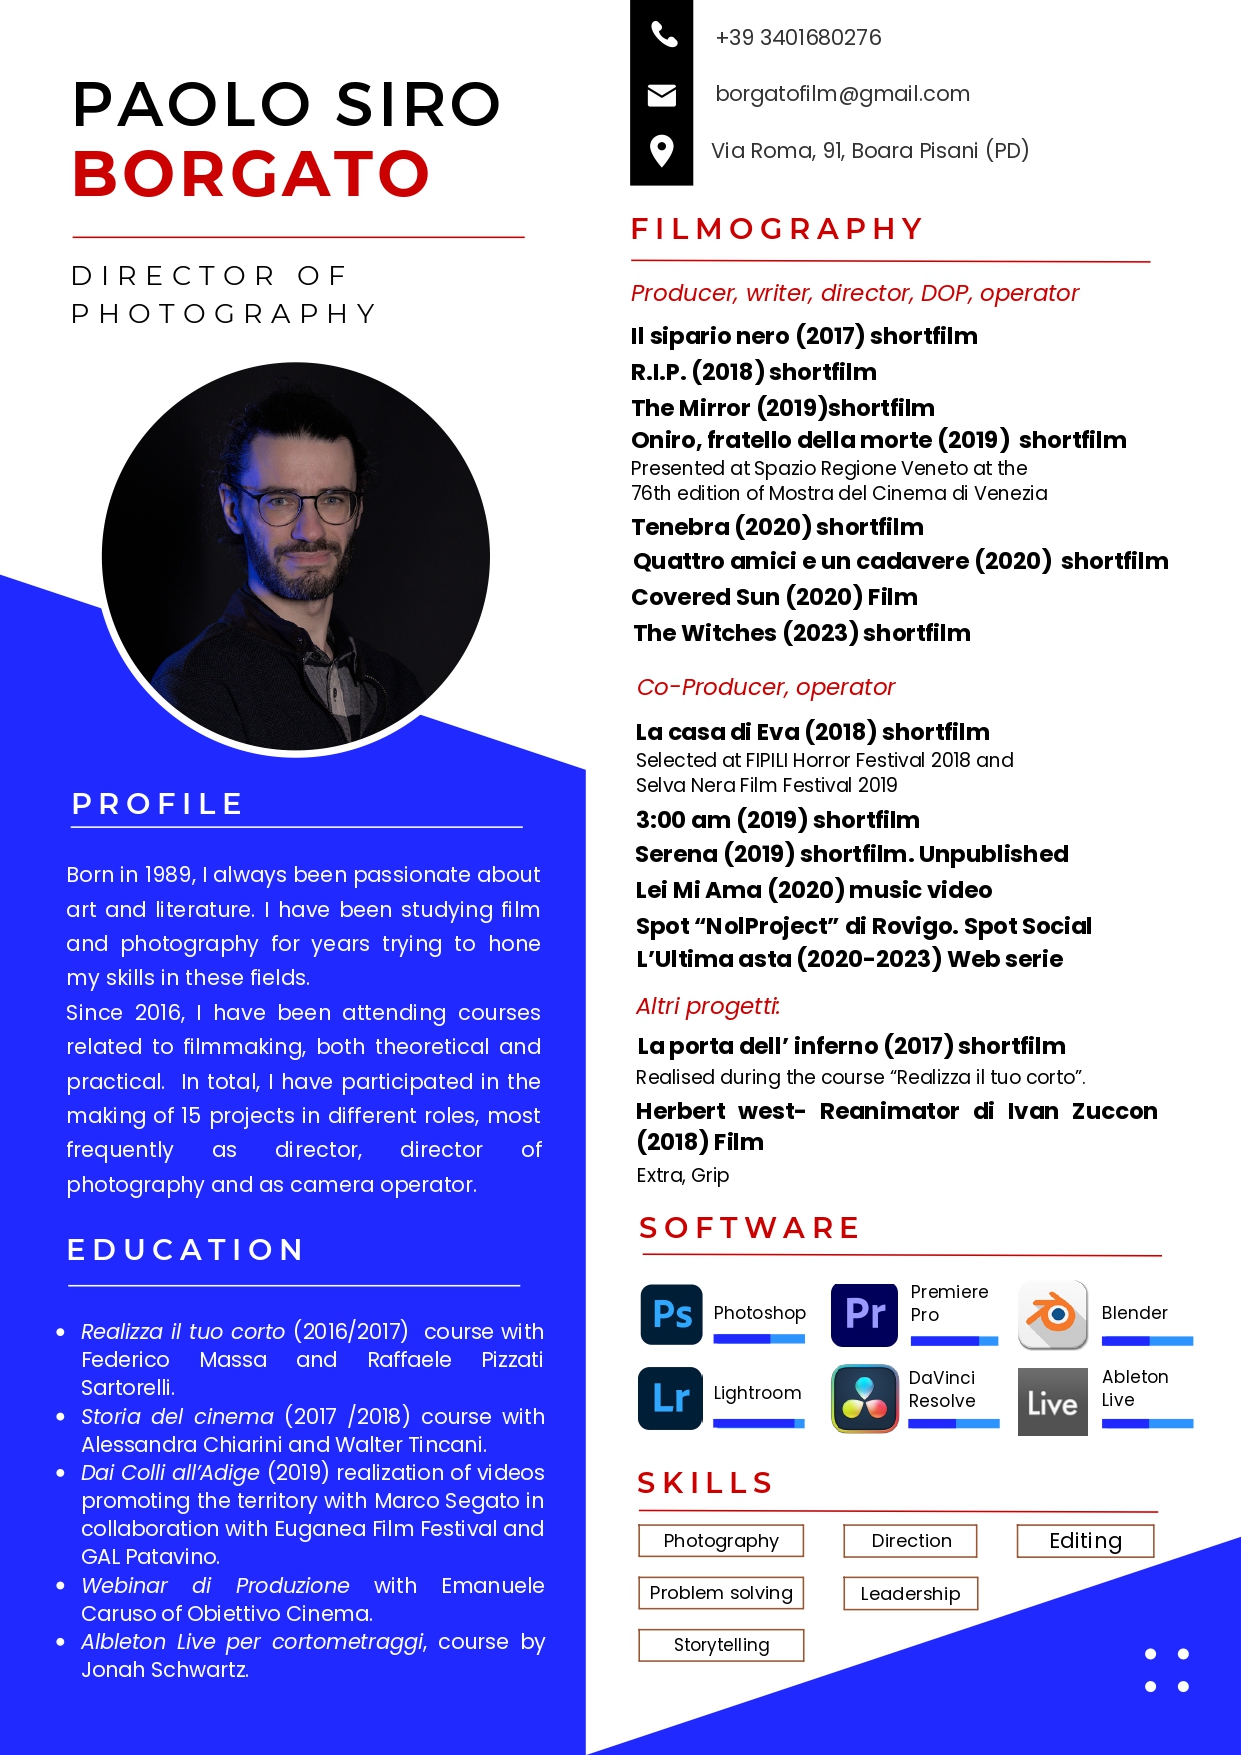 PAOLO SIRO
BORGATO
DIRECTOR OF
PHOTOGRAPHY
PROFILE
Born in 1989, I always been passionate about
art and literature. I have been studying film
and photography for years trying to hone
my skills in these fields.
Since 2016, I have been attending courses
related to filmmaking, both theoretical and
practical. In total, I have participated in the
making of 15 projects in different roles, most
frequently as director, director of
photography and as camera operator.
EDUCATION
• Realizza il tuo corto (2016/2017) course with
Federico Massa and Raffaele Pizzati
Sartorelli.
• Storia del cinema (2017 /2018) course with
Alessandra Chiarini and Walter Tincani.
• Dai Colli all’Adige (2019) realization of videos
promoting the territory with Marco Segato in
collaboration with Euganea Film Festival and
GAL Patavino.
• Webinar di Produzione with Emanuele
Caruso of Obiettivo Cinema.
• Albleton Live per cortometraggi, course by
Jonah Schwartz.
+39 3401680276
borgatofilm@gmail.com
Via Roma, 91, Boara Pisani (PD)
FILMOGRAPHY
Producer, writer, director, DOP, operator
Il sipario nero (2017) shortfilm
R.I.P. (2018) shortfilm
The Mirror (2019)shortfilm
Oniro, fratello della morte (2019) shortfilm
Presented at Spazio Regione Veneto at the
76th edition of Mostra del Cinema di Venezia
Tenebra (2020) shortfilm
Quattro amici e un cadavere (2020) shortfilm
Covered Sun (2020) Film
The Witches (2023) shortfilm
Co-Producer, operator
La casa di Eva (2018) shortfilm
Selected at FIPILI Horror Festival 2018 and
Selva Nera Film Festival 2019
3:00 am (2019) shortfilm
Serena (2019) shortfilm. Unpublished
Lei Mi Ama (2020) music video
Spot “NolProject” di Rovigo. Spot Social
L’Ultima asta (2020-2023) Web serie
Altri progetti:
La porta dell’ inferno (2017) shortfilm
Realised during the course “Realizza il tuo corto”.
Herbert west- Reanimator di Ivan Zuccon
(2018) Film
Extra, Grip
SOFTWARE
Ps Photoshop
Pr Premiere
Pro
Blender
Lr Lightroom
DaVinci
Resolve
Live Ableton
Live
SKILLS
Photography Direction Editing
Problem solving Leadership
Storytelling